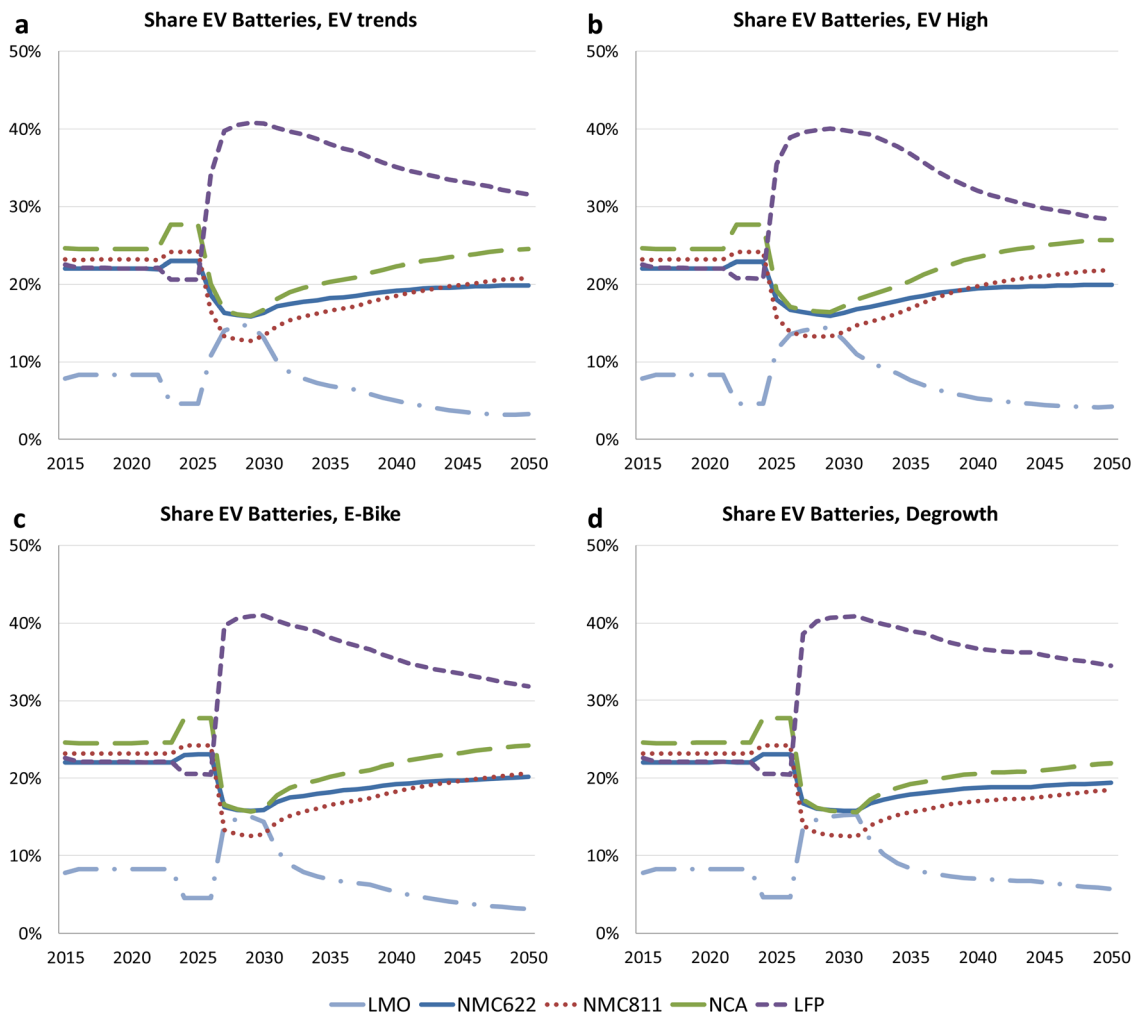 a
Share EV Batteries, EV trends
50%
40%
30%
20%
10%
0%
2015 2020 2025 2030 2035 2040 2045 2050
b
Share EV Batteries, EV High
50%
40%
30%
20%
10%
0%
2015 2020 2025 2030 2035 2040 2045 2050
c
Share EV Batteries, E-Bike
50%
40%
30%
20%
10%
0%
2015 2020 2025 2030 2035 2040 2045 2050
d
Share EV Batteries, Degrowth
50%
40%
30%
20%
10%
0%
2015 2020 2025 2030 2035 2040 2045 2050
LMO NMC622 NMC811 NCA LFP